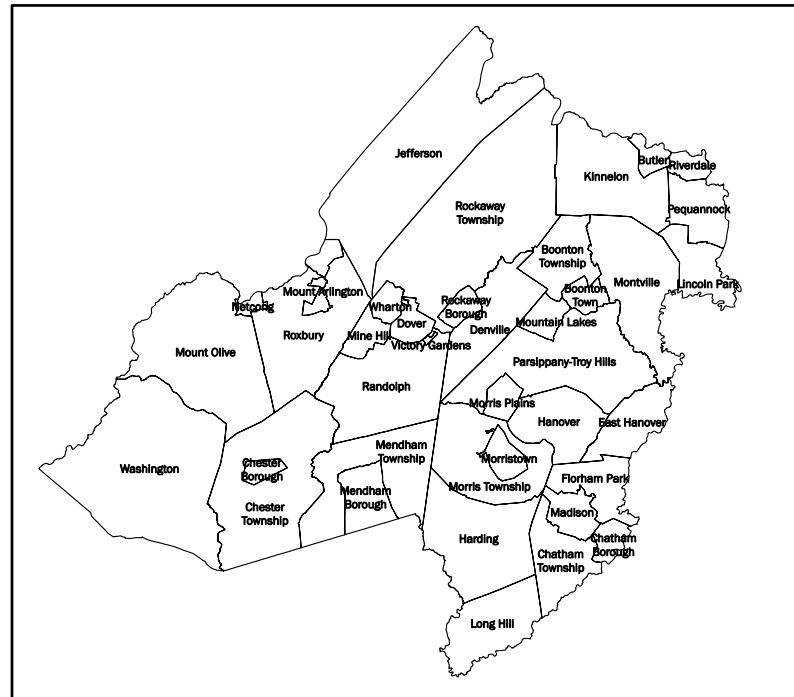 Jefferson
Butler
Riverdale
Kinnelon
Rockaway
Township
Pequannock
Boonton
Township
Montville
Lincoln Park
Mount Arlington
Boonton
Town
Netcong
Wharton
Rockaway
Borough
Roxbury
Dover
Mountain Lakes
Denville
Mine Hill
Victory Gardens
Mount Olive
Parsippany-Troy Hills
Randolph
Morris Plains
Hanover
East Hanover
Mendham
Township
Morristown
Washington
Chester
Borough
Florham Park
Morris Township
Mendham
Borough
Chester
Township
Madison
Harding
Chatham
Borough
Chatham
Township
Long Hill